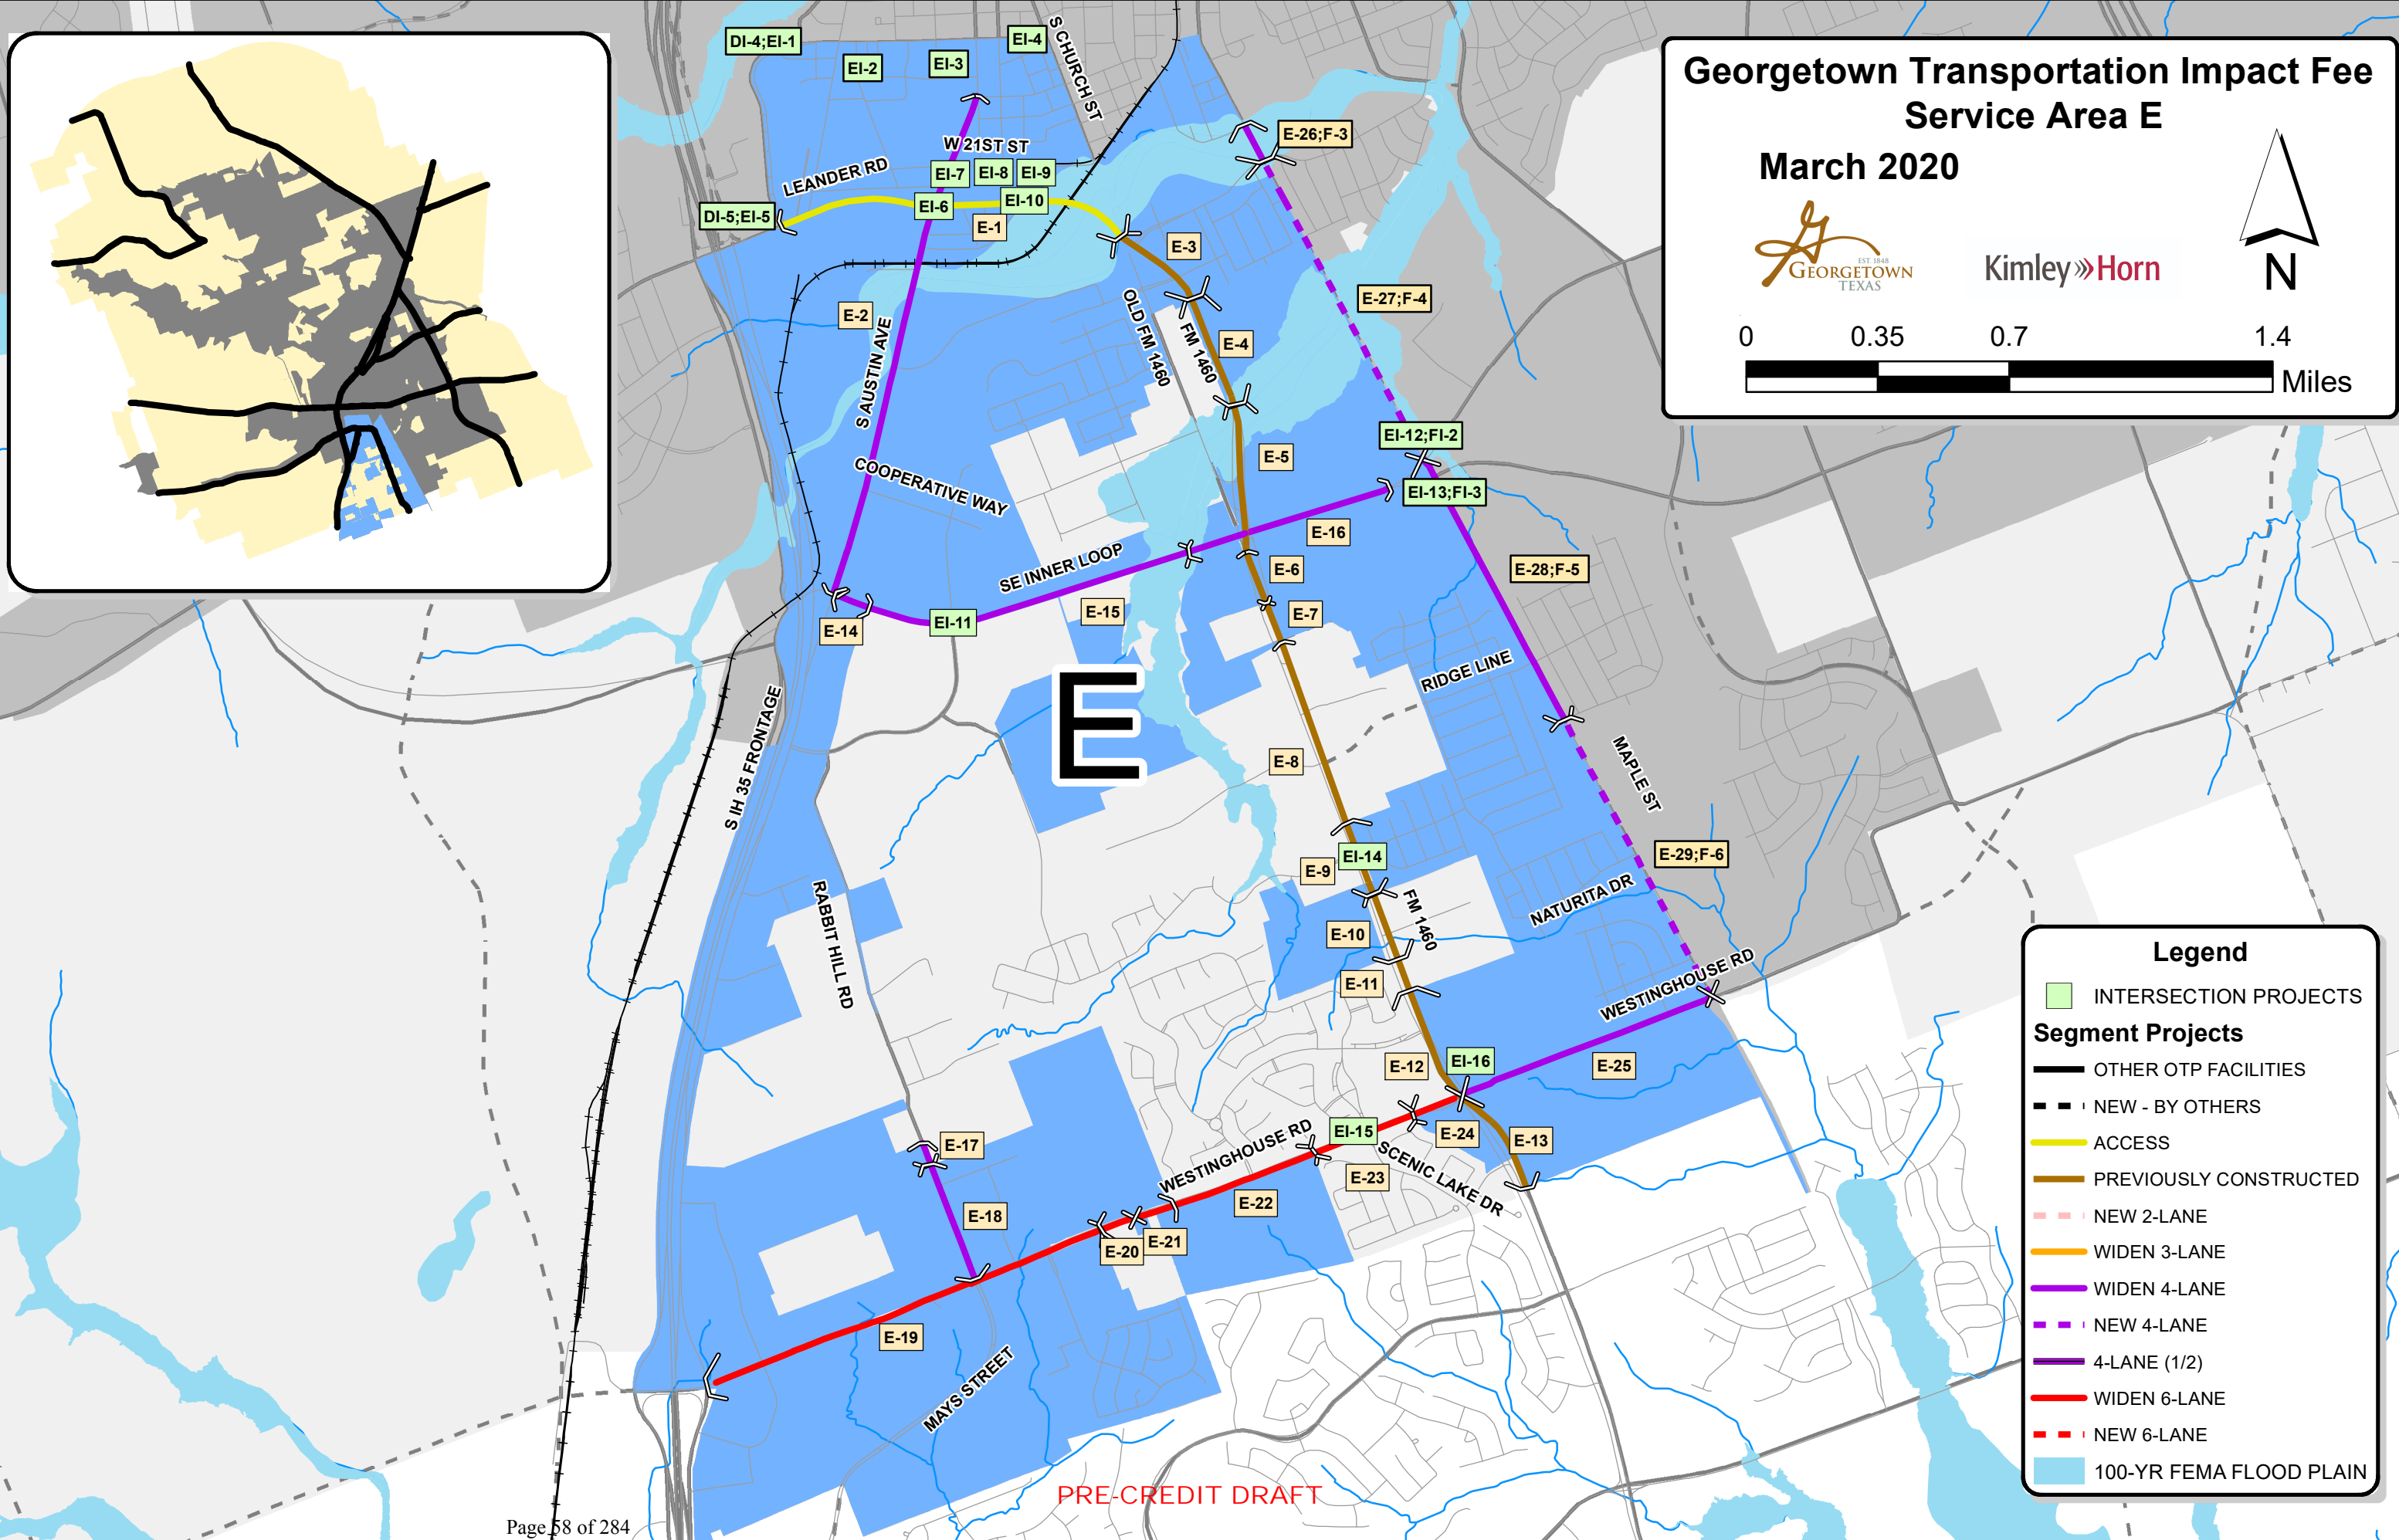 Georgetown Transportation Impact Fee
Service Area E
March 2020
EST. 1848
GEORGETOWN
TEXAS
Kimley»Horn
N
0 0.35 0.7 1.4
Miles
DI-4;EI-1
EI-2
EI-3
EI-4
S CHURCH ST
W 21ST ST
LEANDER RD
EI-7
EI-8
EI-9
DI-5;EI-5
EI-6
EI-10
E-1
E-26;F-3
E-3
E-2
S AUSTIN AVE
OLD FM 1460
FM 1460
E-4
E-27;F-4
COOPERATIVE WAY
E-5
EI-12;FI-2
EI-13;FI-3
E-16
SE INNER LOOP
E-6
E-28;F-5
E-14
EI-11
E-15
E-7
E
RIDGE LINE
S IH 35 FRONTAGE
E-8
MAPLE ST
E-29;F-6
EI-14
E-9
RABBIT HILL RD
FM 1460
NATURITA DR
E-10
E-11
WESTINGHOUSE RD
E-12
EI-16
E-25
E-17
WESTINGHOUSE RD
EI-15
E-24
E-13
E-23
SCENIC LAKE DR
E-18
E-22
E-20
E-21
E-19
MAYS STREET
Legend
INTERSECTION PROJECTS
Segment Projects
OTHER OTP FACILITIES
NEW - BY OTHERS
ACCESS
PREVIOUSLY CONSTRUCTED
NEW 2-LANE
WIDEN 3-LANE
WIDEN 4-LANE
NEW 4-LANE
4-LANE (1/2)
WIDEN 6-LANE
NEW 6-LANE
100-YR FEMA FLOOD PLAIN
PRE-CREDIT DRAFT
Page 58 of 284